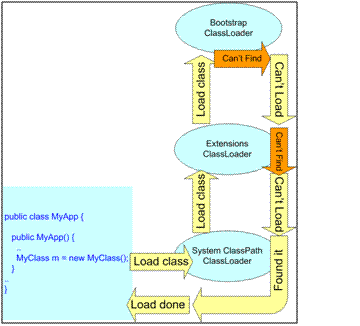 Bootstrap
ClassLoader
Can't Find
Load class
Can't Load
Extensions
ClassLoader
Can't Find
Load class
Can't Load
public class MyApp {
public MyApp() {
..
MyClass m = new MyClass();
}
..
}
Load class
System ClassPath
ClassLoader
Found it!
Load done